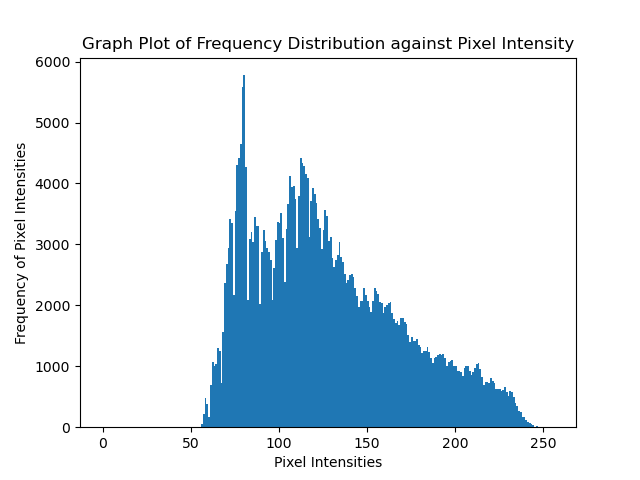 Graph Plot of Frequency Distribution against Pixel Intensity
6000
5000
4000
3000
2000
1000
0
Frequency of Pixel Intensities
0 50 100 150 200 250
Pixel Intensities